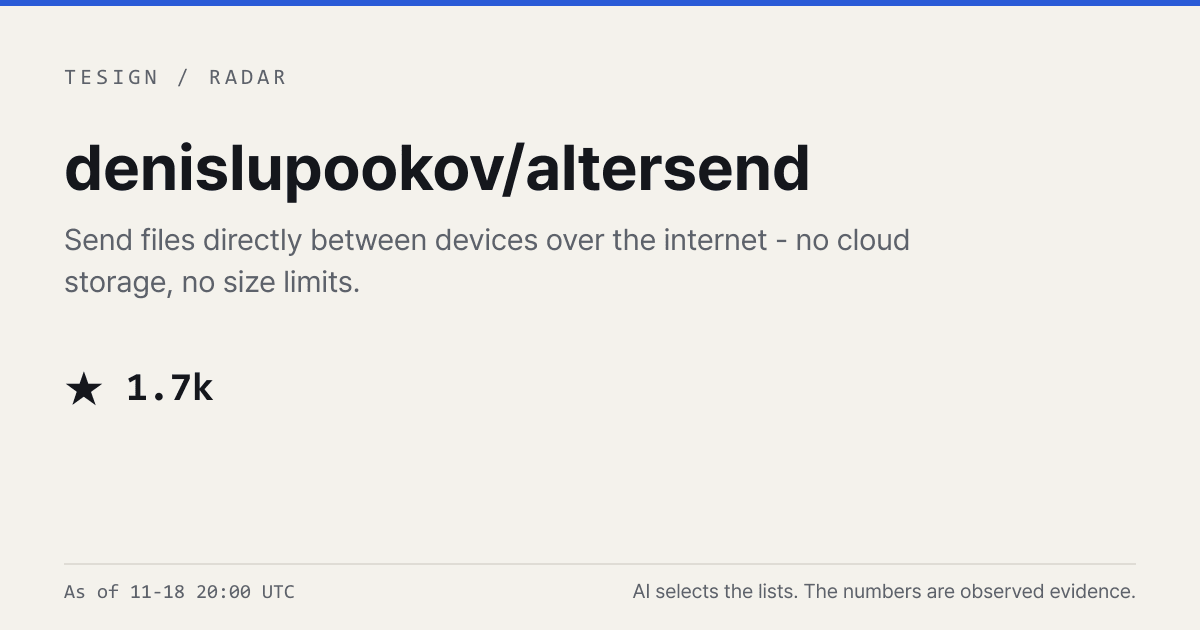 TESIGN / RADAR
denislupookov/altersend
Send files directly between devices over the internet - no cloud
storage, no size limits.
★ 1.7k
As of 11-18 20:00 UTC
AI selects the lists. The numbers are observed evidence.